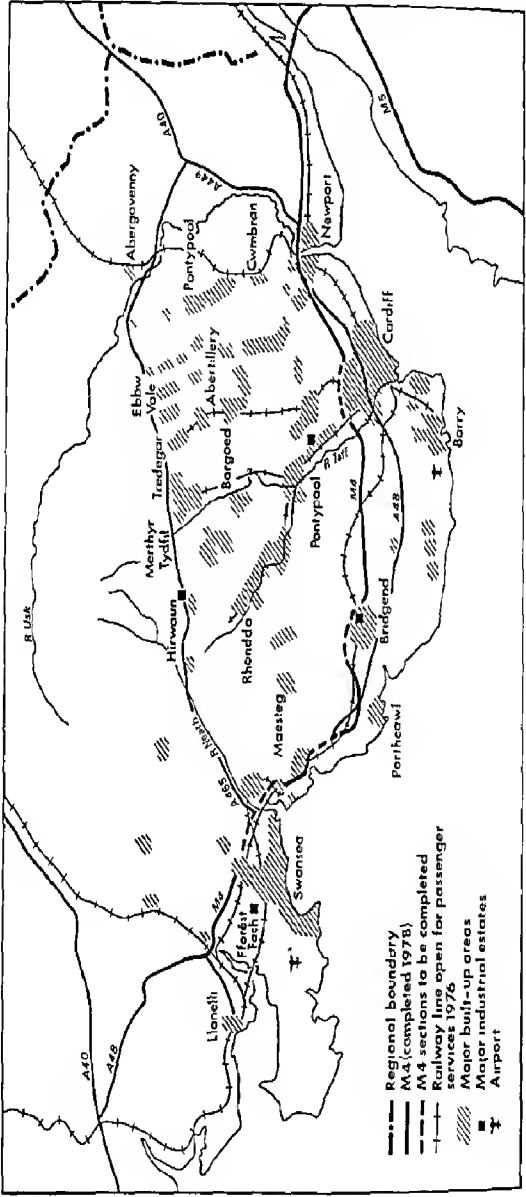 A40
A48
M4
Llanelli
Fforest
Fach
Swansea
A465
R Neath
Maesteg
Porthcawl
Bridgend
Hirwaun
Rhondda
Merthyr
Tydfil
R Usk
Tredegar
Bargoed
Ebbw
Vale
Abertillery
Pontypool
R Taff
M4
A48
Barry
Cardiff
Abergavenny
Pontypool
Cwmbran
Newport
A449
A40
M5
Regional boundary
M4 (completed 1978)
M4 sections to be completed
Railway line open for passenger
services 1976
Major built-up areas
Major industrial estates
Airport